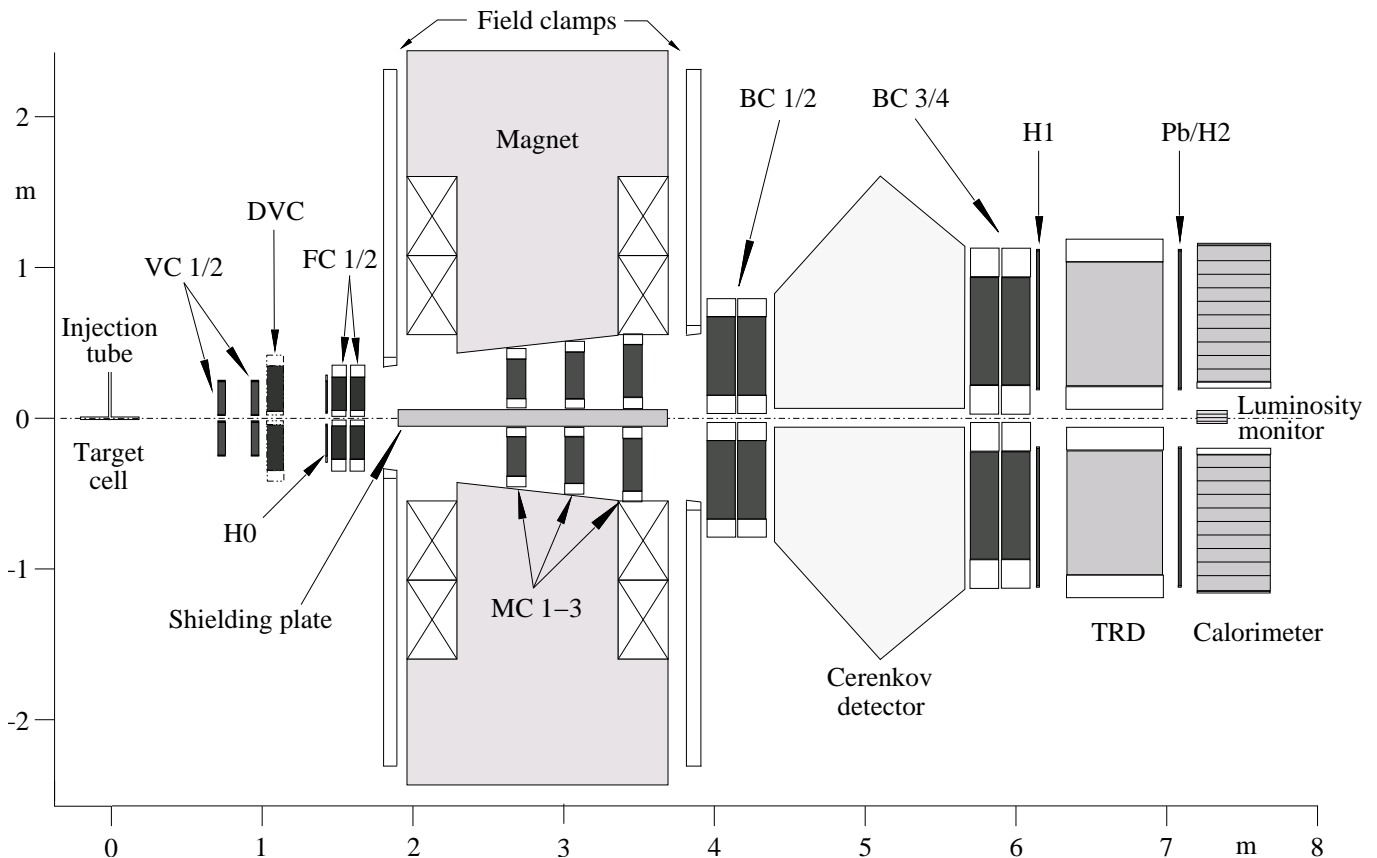 Field clamps
BC 1/2
BC 3/4
2
H1
Pb/H2
Magnet
m
DVC
FC 1/2
1
VC 1/2
Injection
tube
0
Luminosity
monitor
Target
cell
H0
-1
MC 1−3
Shielding plate
TRD
Calorimeter
Cerenkov
detector
-2
0
1
2
3
4
5
6
7
m
8